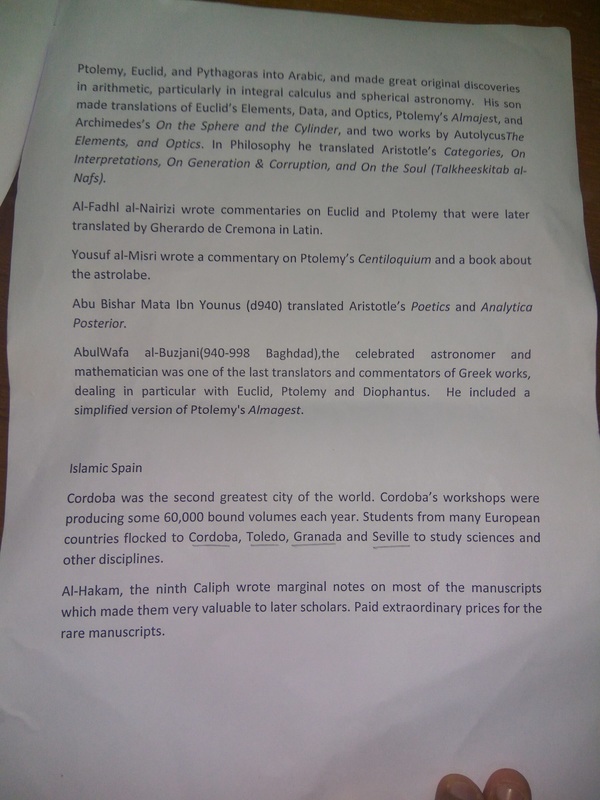 Ptolemy, Euclid, and Pythagoras into Arabic, and made great original discoveries
in arithmetic, particularly in integral calculus and spherical astronomy. His son
made translations of Euclid's Elements, Data, and Optics, Ptolemy's Almajest, and
Archimedes's On the Sphere and the Cylinder, and two works by AutolycusThe
Elements, and Optics. In Philosophy he translated Aristotle's Categories, On
Interpretations, On Generation & Corruption, and On the Soul (Talkheeskitab al-
Nafs).
Al-Fadhl al-Nairizi wrote commentaries on Euclid and Ptolemy that were later
translated by Gherardo de Cremona in Latin.
Yousuf al-Misri wrote a commentary on Ptolemy's Centiloquium and a book about
the astrolabe.
Abu Bishar Mata Ibn Younus (d940) translated Aristotle's Poetics and Analytica
Posterior.
AbulWafa al-Buzjani(940-998 Baghdad),the celebrated astronomer and
mathematician was one of the last translators and commentators of Greek works,
dealing in particular with Euclid, Ptolemy and Diophantus. He included a
simplified version of Ptolemy's Almagest.
Islamic Spain
Cordoba was the second greatest city of the world. Cordoba's workshops were
producing some 60,000 bound volumes each year. Students from many European
countries flocked to Cordoba, Toledo, Granada and Seville to study sciences and
other disciplines.
Al-Hakam, the ninth Caliph wrote marginal notes on most of the manuscripts
which made them very valuable to later scholars. Paid extraordinary prices for the
rare manuscripts.